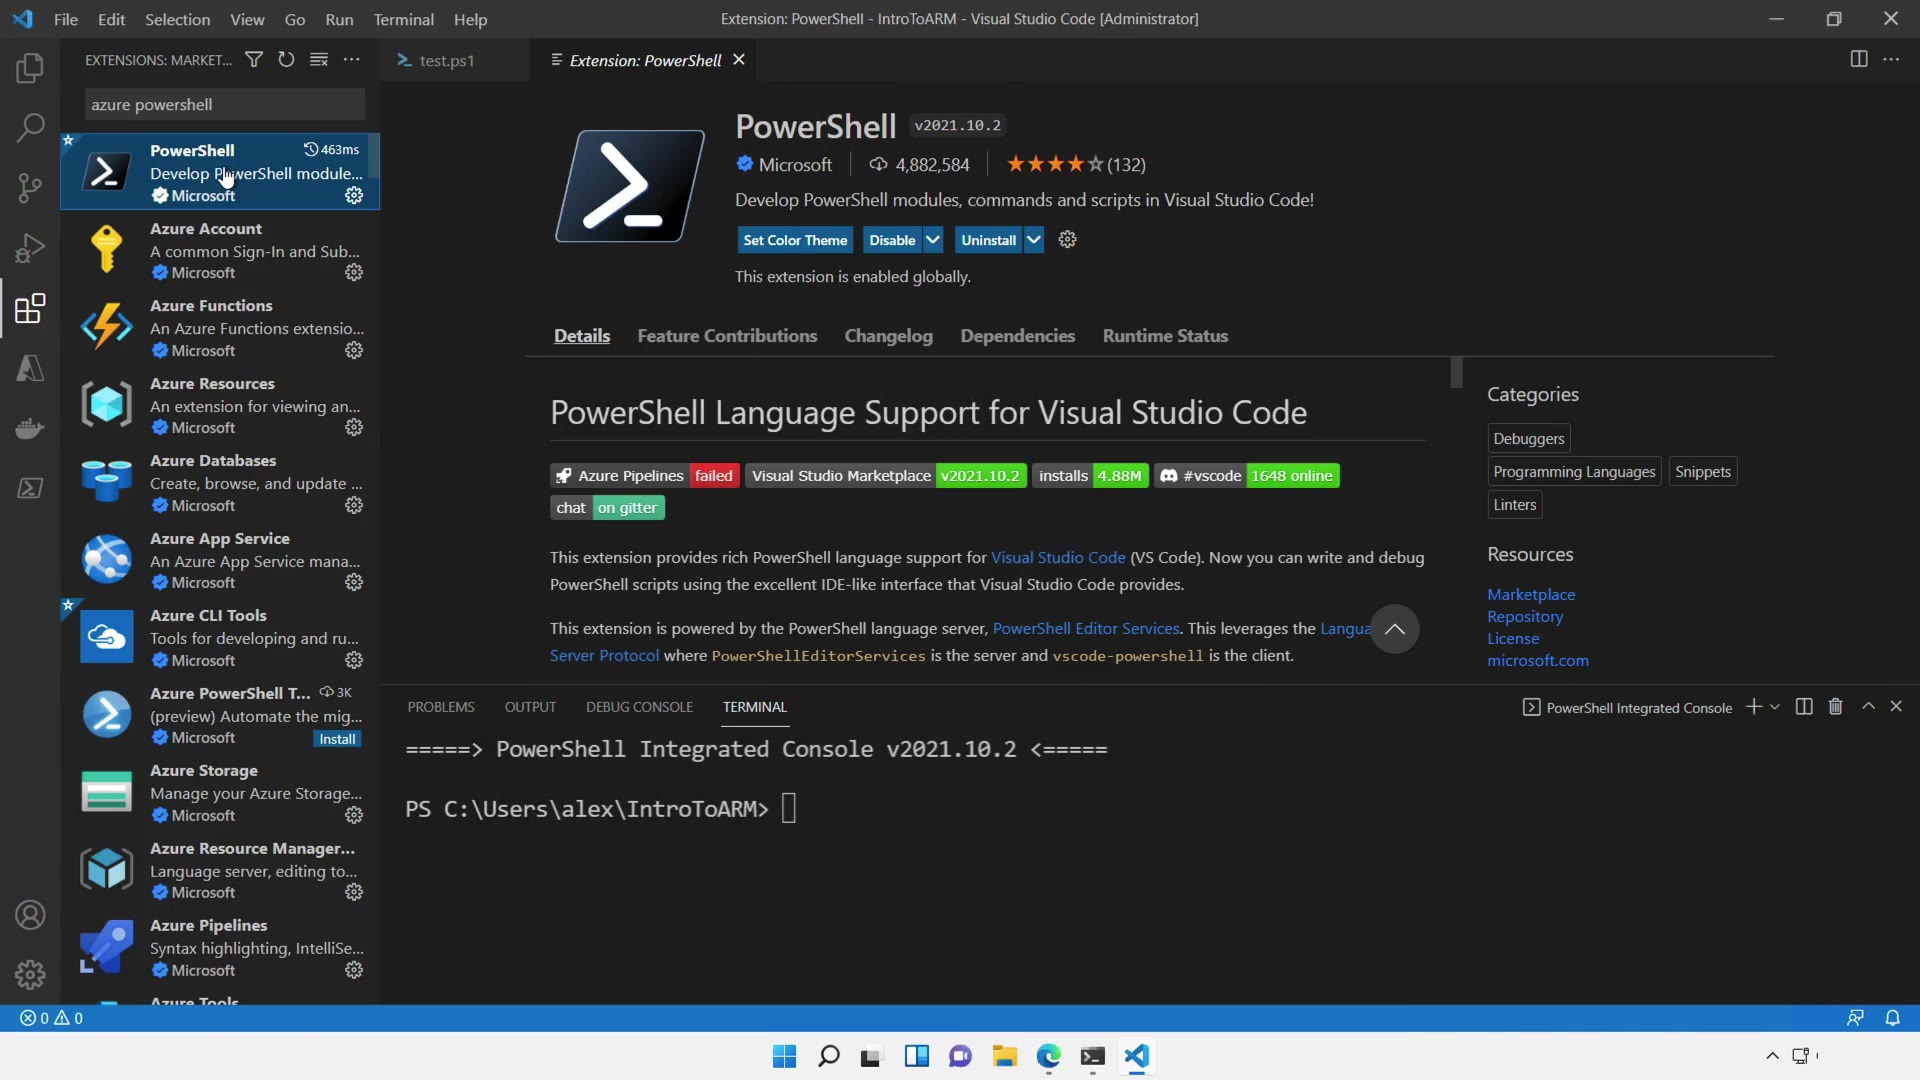 File Edit Selection View Go Run Terminal Help
Extension: PowerShell - IntroToARM - Visual Studio Code [Administrator]
EXTENSIONS: MARKET...
test.ps1
Extension: PowerShell
azure powershell
PowerShell 463ms
Develop PowerShell module...
Microsoft
Azure Account
A common Sign-In and Sub...
Microsoft
Azure Functions
An Azure Functions extensio...
Microsoft
Azure Resources
An extension for viewing an...
Microsoft
Azure Databases
Create, browse, and update ...
Microsoft
Azure App Service
An Azure App Service mana...
Microsoft
Azure CLI Tools
Tools for developing and ru...
Microsoft
Azure PowerShell T... 3K
(preview) Automate the mig...
Microsoft Install
Azure Storage
Manage your Azure Storage...
Microsoft
Azure Resource Manager...
Language server, editing to...
Microsoft
Azure Pipelines
Syntax highlighting, IntelliSe...
Microsoft
Azure Tools
PowerShell v2021.10.2
Microsoft 4,882,584 (132)
Develop PowerShell modules, commands and scripts in Visual Studio Code!
Set Color Theme Disable Uninstall
This extension is enabled globally.
Details Feature Contributions Changelog Dependencies Runtime Status
PowerShell Language Support for Visual Studio Code
Azure Pipelines failed Visual Studio Marketplace v2021.10.2 installs 4.88M #vscode 1648 online
chat on gitter
This extension provides rich PowerShell language support for Visual Studio Code (VS Code). Now you can write and debug
PowerShell scripts using the excellent IDE-like interface that Visual Studio Code provides.
This extension is powered by the PowerShell language server, PowerShell Editor Services. This leverages the Langua
Server Protocol where PowerShellEditorServices is the server and vscode-powershell is the client.
Categories
Debuggers
Programming Languages Snippets
Linters
Resources
Marketplace
Repository
License
microsoft.com
PROBLEMS OUTPUT DEBUG CONSOLE TERMINAL
PowerShell Integrated Console
=====> PowerShell Integrated Console v2021.10.2 <=====
PS C:\Users\alex\IntroToARM>
0 0